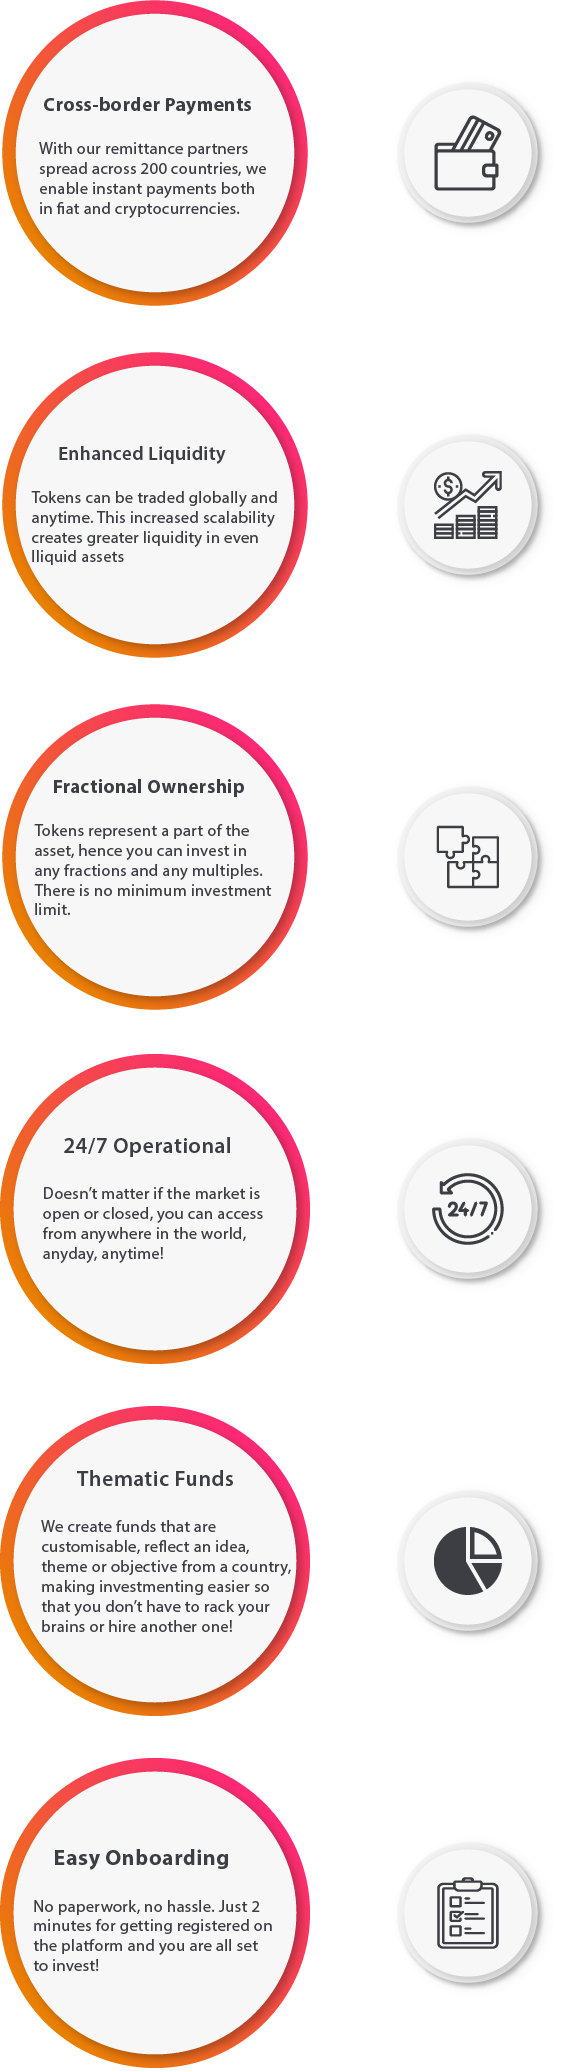 Cross-border Payments
With our remittance partners
spread across 200 countries, we
enable instant payments both
in fiat and cryptocurrencies.
Enhanced Liquidity
Tokens can be traded globally and
anytime. This increased scalability
creates greater liquidity in even
Iliquid assets
Fractional Ownership
Tokens represent a part of the
asset, hence you can invest in
any fractions and any multiples.
There is no minimum investment
limit.
24/7 Operational
24/7
Doesn’t matter if the market is
open or closed, you can access
from anywhere in the world,
anyday, anytime!
Thematic Funds
We create funds that are
customisable, reflect an idea,
theme or objective from a country,
making investmenting easier so
that you don’t have to rack your
brains or hire another one!
Easy Onboarding
No paperwork, no hassle. Just 2
minutes for getting registered on
the platform and you are all set
to invest!